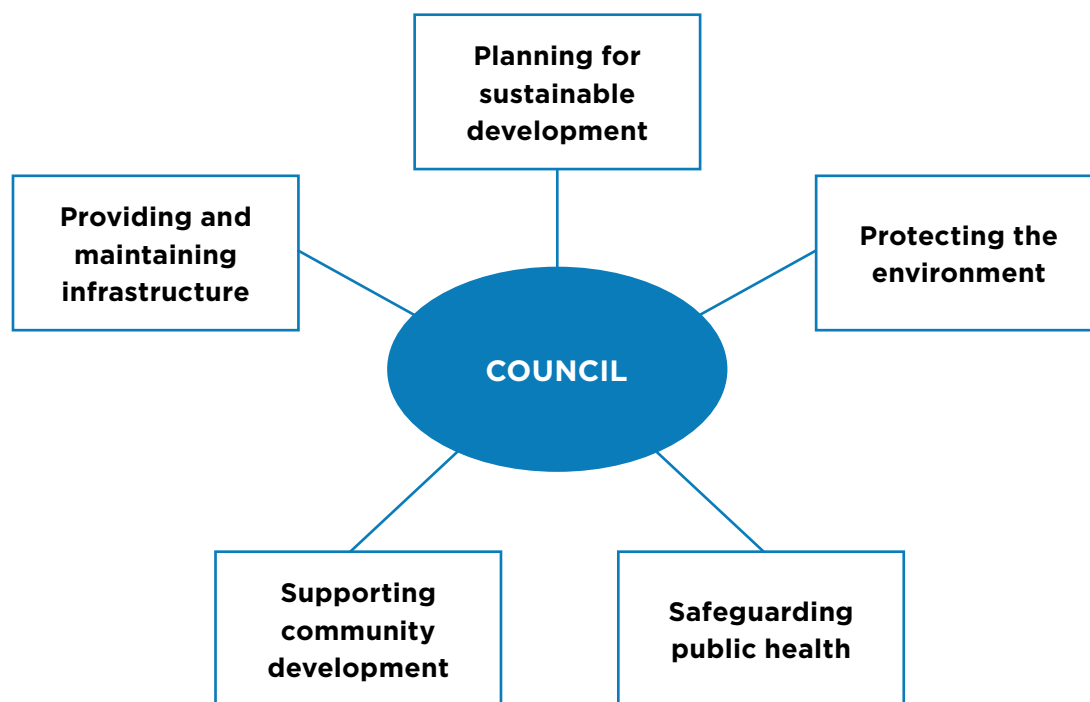 Planning for
sustainable
development
Providing and
maintaining
infrastructure
Protecting the
environment
COUNCIL
Supporting
community
development
Safeguarding
public health